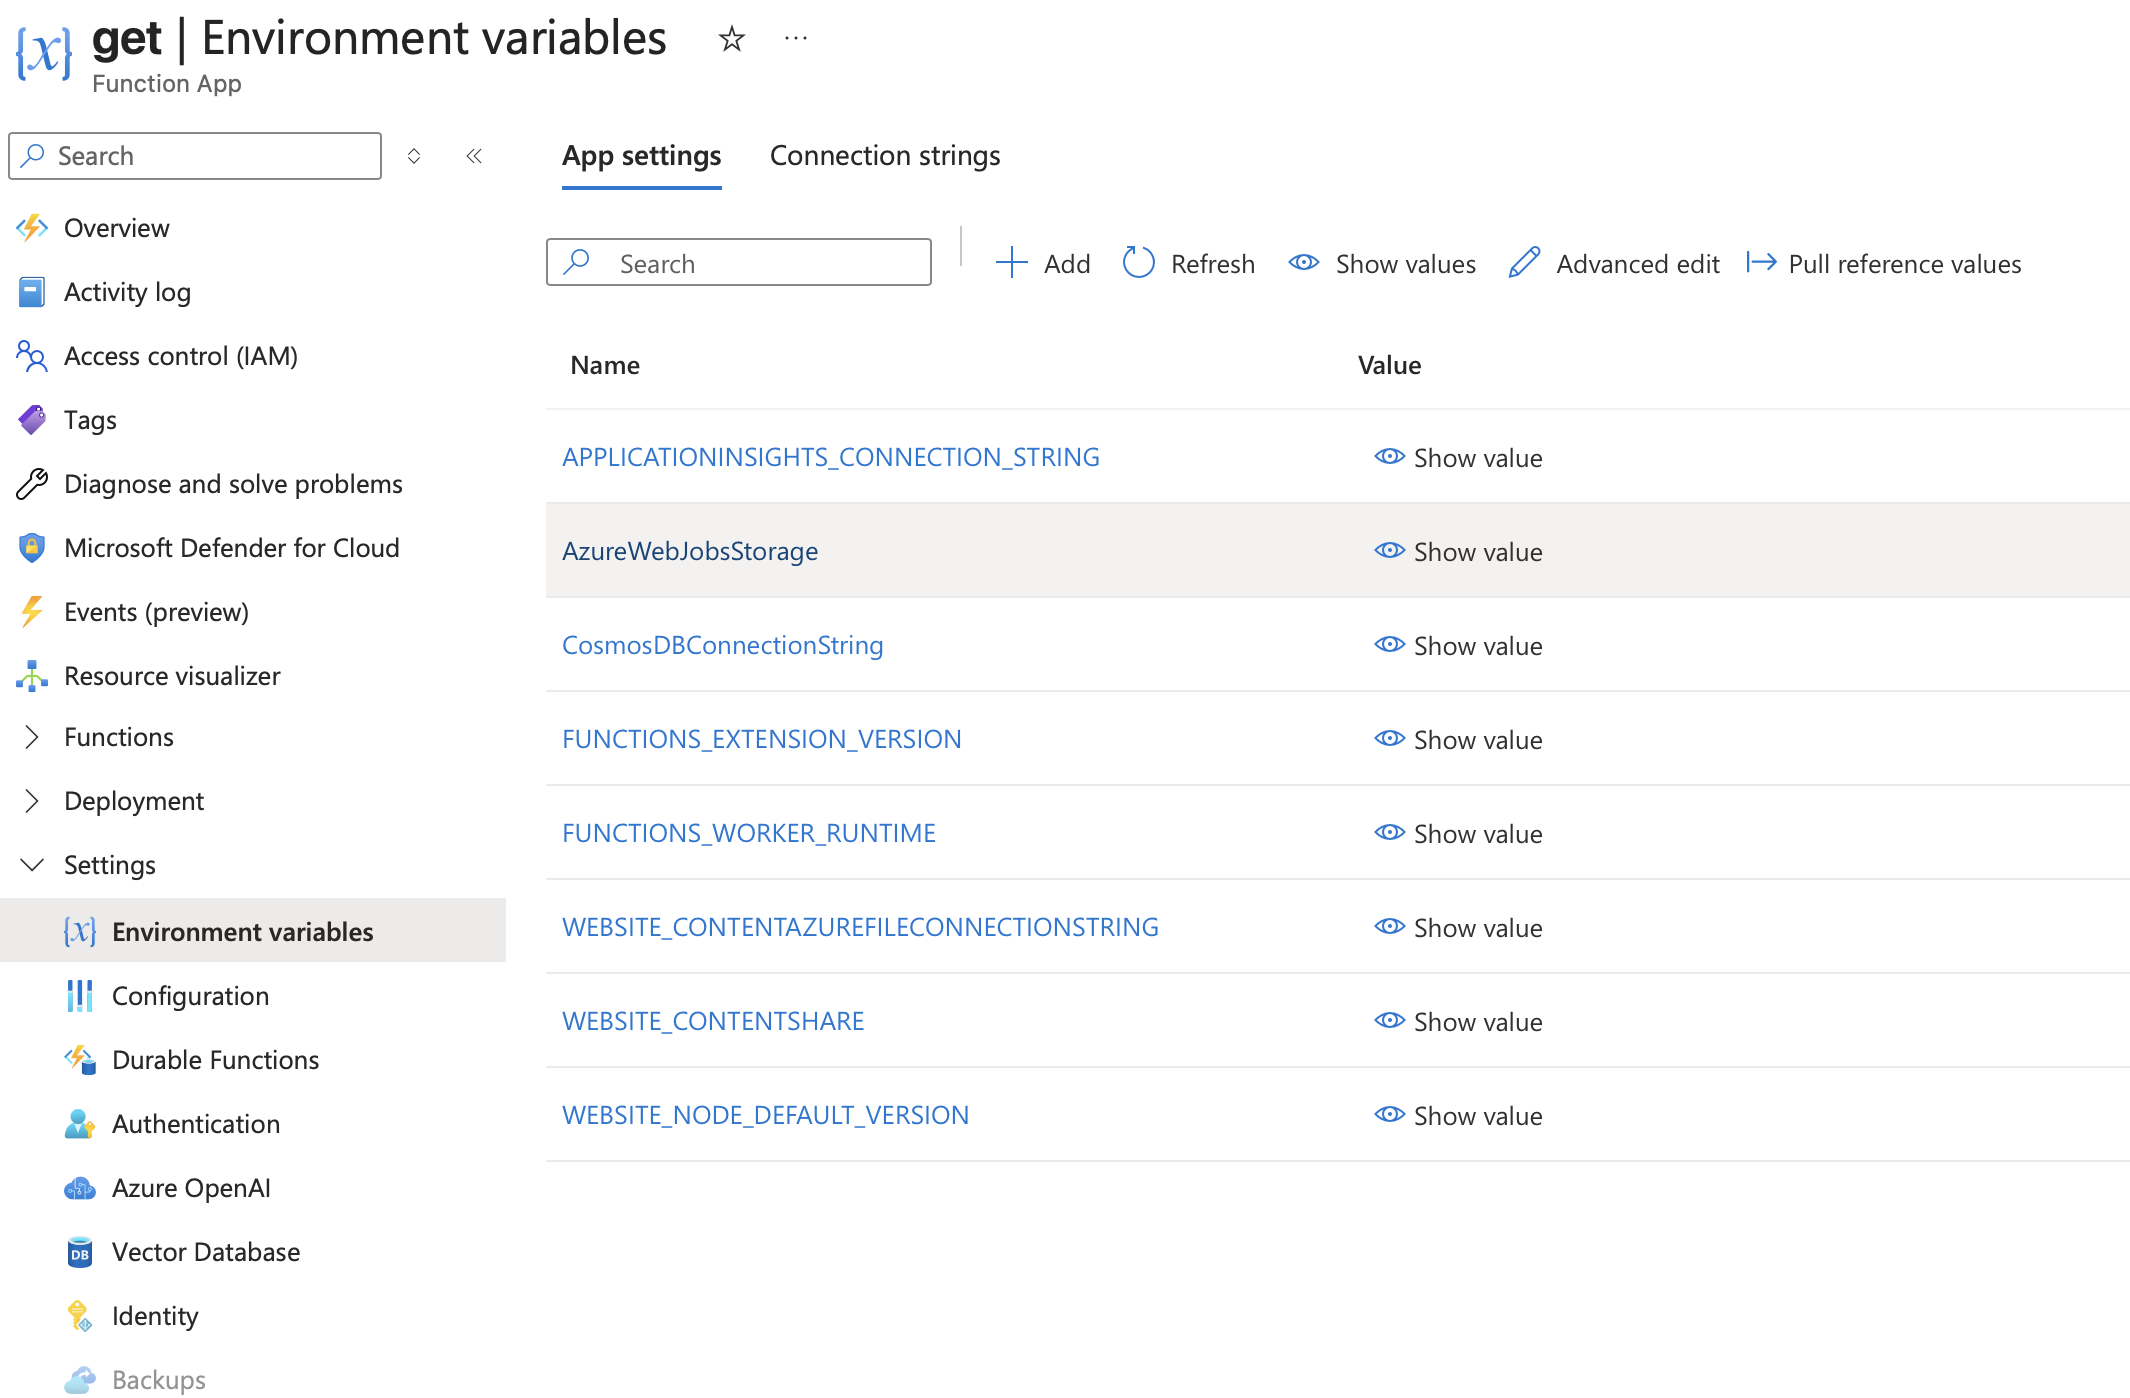 get | Environment variables
Function App
Search
Overview
Activity log
Access control (IAM)
Tags
Diagnose and solve problems
Microsoft Defender for Cloud
Events (preview)
Resource visualizer
Functions
Deployment
Settings
Environment variables
Configuration
Durable Functions
Authentication
Azure OpenAI
Vector Database
Identity
Backups
App settings Connection strings
Search Add Refresh Show values Advanced edit Pull reference values
Name Value
APPLICATIONINSIGHTS_CONNECTION_STRING Show value
AzureWebJobsStorage Show value
CosmosDBConnectionString Show value
FUNCTIONS_EXTENSION_VERSION Show value
FUNCTIONS_WORKER_RUNTIME Show value
WEBSITE_CONTENTAZUREFILECONNECTIONSTRING Show value
WEBSITE_CONTENTSHARE Show value
WEBSITE_NODE_DEFAULT_VERSION Show value